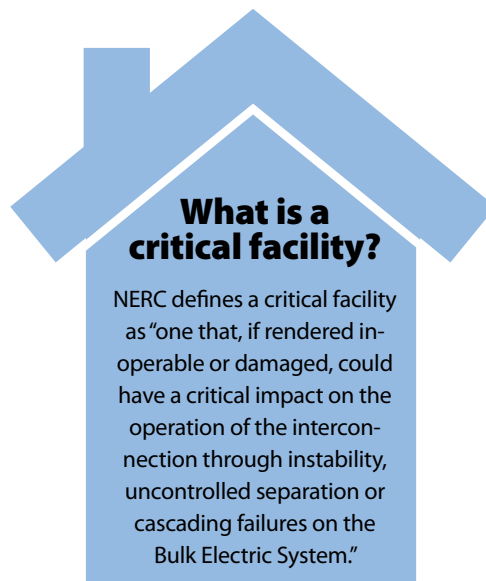 What is a
critical facility?
NERC defines a critical facility
as “one that, if rendered in-
operable or damaged, could
have a critical impact on the
operation of the intercon-
nection through instability,
uncontrolled separation or
cascading failures on the
Bulk Electric System.”